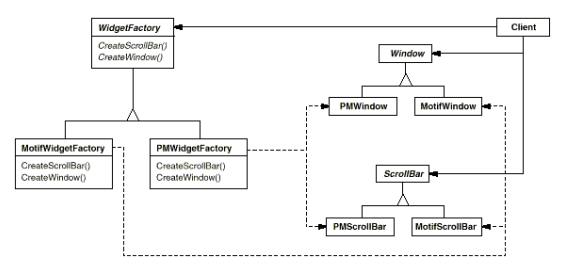 WidgetFactory
CreateScrollBar()
CreateWindow()
Client
Window
PMWindow
MotifWindow
MotifWidgetFactory
CreateScrollBar()
CreateWindow()
PMWidgetFactory
CreateScrollBar()
CreateWindow()
ScrollBar
PMScrollBar
MotifScrollBar